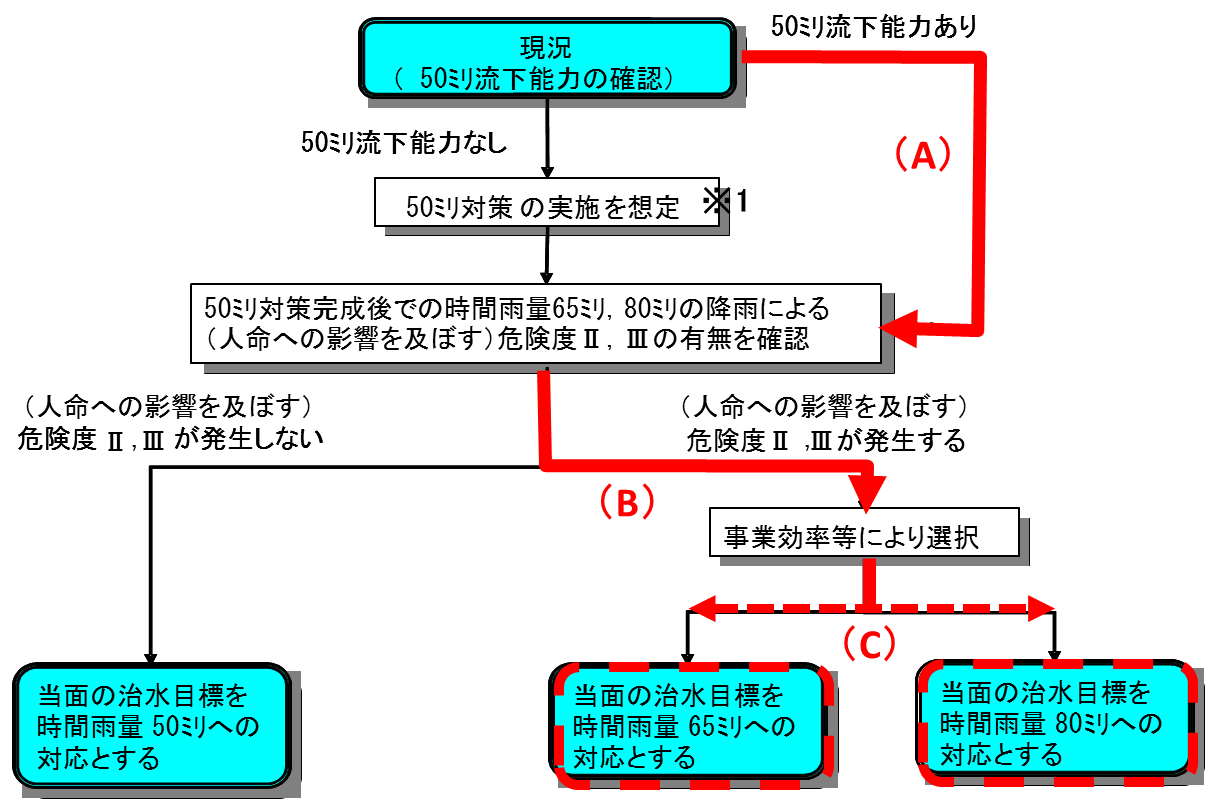 現況
( 50ﾐﾘ流下能力の確認)
50ﾐﾘ流下能力あり
50ﾐﾘ流下能力なし
（A）
50ﾐﾘ対策 の実施を想定 ※1
50ﾐﾘ対策完成後での時間雨量65ﾐﾘ, 80ﾐﾘの降雨による
（人命への影響を及ぼす）危険度Ⅱ, Ⅲの有無を確認
（人命への影響を及ぼす）
危険度 Ⅱ ,Ⅲ が発生しない
（人命への影響を及ぼす）
危険度Ⅱ ,Ⅲが発生する
（B）
事業効率等により選択
（C）
当面の治水目標を
時間雨量 50ﾐﾘへの
対応とする
当面の治水目標を
時間雨量 65ﾐﾘへの
対応とする
当面の治水目標を
時間雨量 80ﾐﾘへの
対応とする